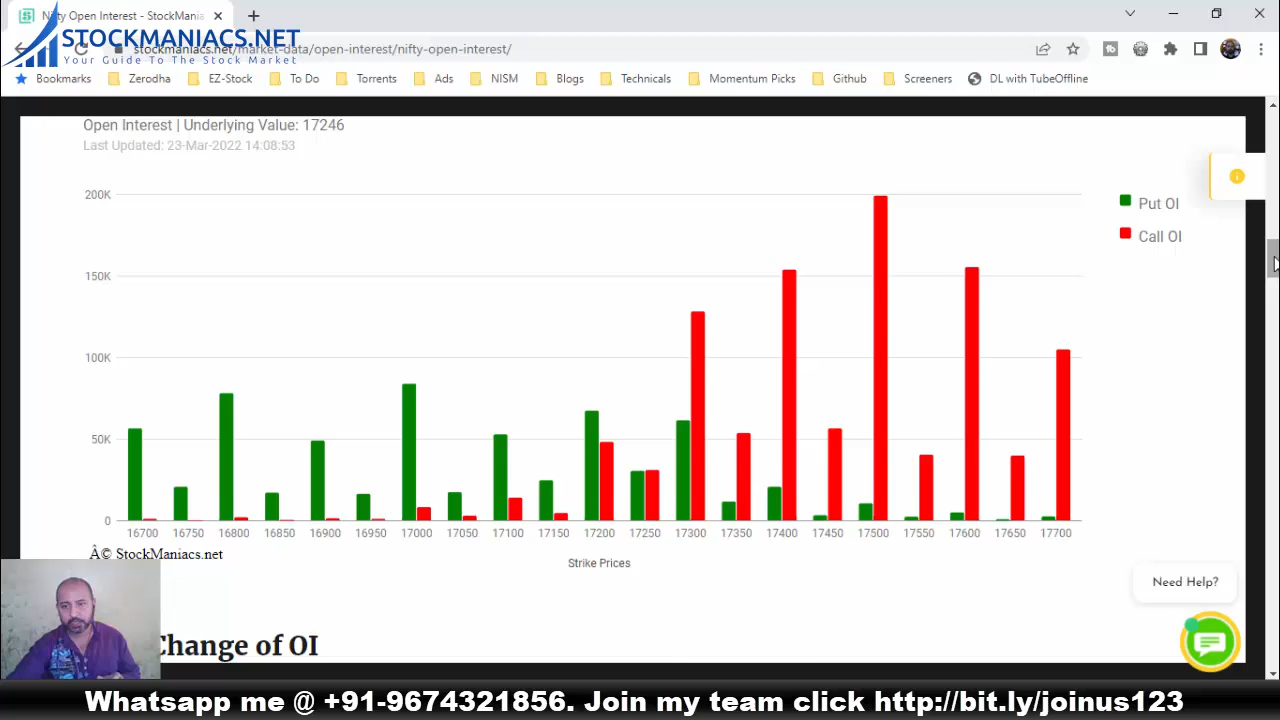 Nifty Open Interest - StockMania
STOCKMANIACS.NET
Your Guide To The Stock Market
stockmaniacs.net/market-data/open-interest/nifty-open-interest/
Bookmarks Zerodha EZ-Stock To Do Torrents Ads NISM Blogs Technicals Momentum Picks Github Screeners DL with TubeOffline
Open Interest | Underlying Value: 17246
Last Updated: 23-Mar-2022 14:08:53
200K
150K
100K
50K
0
Put OI
Call OI
16700 16750 16800 16850 16900 16950 17000 17050 17100 17150 17200 17250 17300 17350 17400 17450 17500 17550 17600 17650 17700
Â© StockManiacs.net
Strike Prices
Need Help?
Change of OI
Whatsapp me @ +91-9674321856. Join my team click http://bit.ly/joinus123